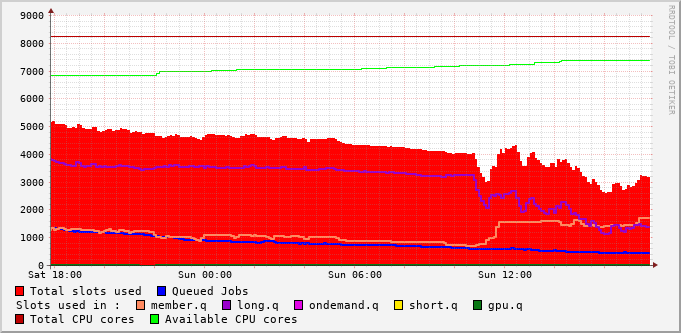 RRDTOOL / TOBI OETIKER
9000
8000
7000
6000
5000
4000
3000
2000
1000
0
Sat 18:00 Sun 00:00 Sun 06:00 Sun 12:00
Total slots used Queued Jobs
Slots used in : member.q long.q ondemand.q short.q gpu.q
Total CPU cores Available CPU cores